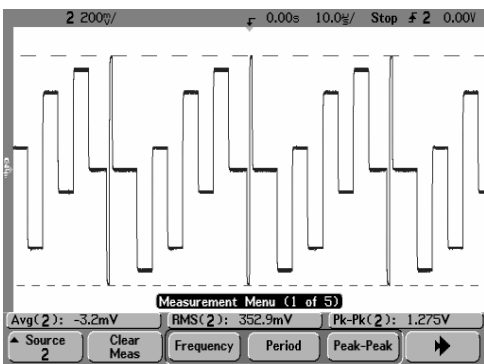 2 200㎷/ 0.00s 10.0㎲/ Stop 2 0.00V
Measurement Menu (1 of 5)
Avg(2): -3.2mV RMS(2): 352.9mV Pk-Pk(2): 1.275V
Source 2
Clear Meas
Frequency
Period
Peak-Peak